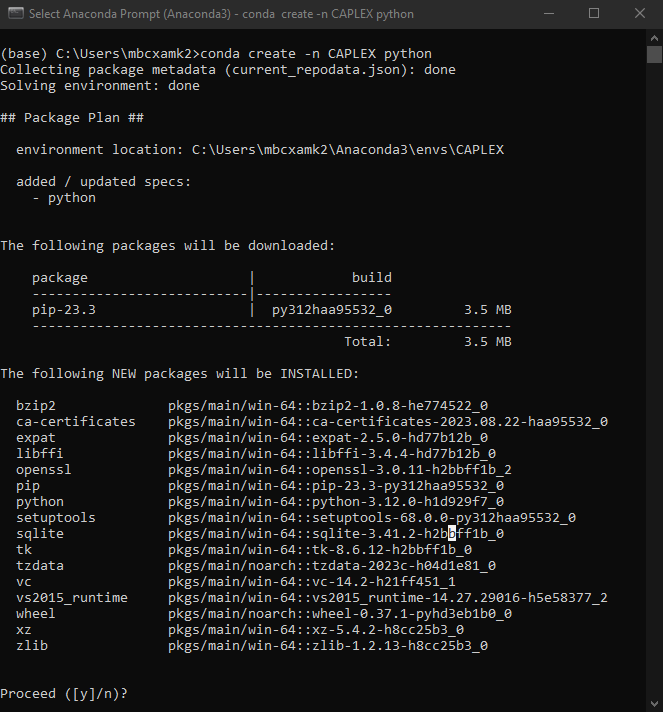 Select Anaconda Prompt (Anaconda3) - conda  create -n CAPLEX python
(base) C:\Users\mbcxamk2>conda create -n CAPLEX python
Collecting package metadata (current_repodata.json): done
Solving environment: done
## Package Plan ##
  environment location: C:\Users\mbcxamk2\Anaconda3\envs\CAPLEX
  added / updated specs:
    - python
The following packages will be downloaded:
    package                    |            build
    ---------------------------|-----------------
    pip-23.3                   |  py312haa95532_0         3.5 MB
    ------------------------------------------------------------
                                           Total:         3.5 MB
The following NEW packages will be INSTALLED:
  bzip2              pkgs/main/win-64::bzip2-1.0.8-he774522_0
  ca-certificates    pkgs/main/win-64::ca-certificates-2023.08.22-haa95532_0
  expat              pkgs/main/win-64::expat-2.5.0-hd77b12b_0
  libffi             pkgs/main/win-64::libffi-3.4.4-hd77b12b_0
  openssl            pkgs/main/win-64::openssl-3.0.11-h2bbff1b_2
  pip                pkgs/main/win-64::pip-23.3-py312haa95532_0
  python             pkgs/main/win-64::python-3.12.0-h1d929f7_0
  setuptools         pkgs/main/win-64::setuptools-68.0.0-py312haa95532_0
  sqlite             pkgs/main/win-64::sqlite-3.41.2-h2bbff1b_0
  tk                 pkgs/main/win-64::tk-8.6.12-h2bbff1b_0
  tzdata             pkgs/main/noarch::tzdata-2023c-h04d1e81_0
  vc                 pkgs/main/win-64::vc-14.2-h21ff451_1
  vs2015_runtime     pkgs/main/win-64::vs2015_runtime-14.27.29016-h5e58377_2
  wheel              pkgs/main/noarch::wheel-0.37.1-pyhd3eb1b0_0
  xz                 pkgs/main/win-64::xz-5.4.2-h8cc25b3_0
  zlib               pkgs/main/win-64::zlib-1.2.13-h8cc25b3_0
Proceed ([y]/n)?